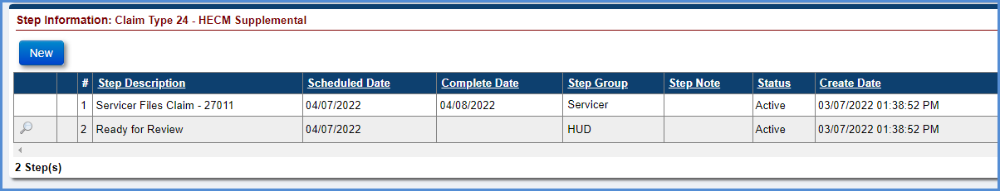 Step Information: Claim Type 24 - HECM Supplemental
New
# Step Description Scheduled Date Complete Date Step Group Step Note Status Create Date
1 Servicer Files Claim - 27011 04/07/2022 04/08/2022 Servicer Active 03/07/2022 01:38:52 PM
2 Ready for Review 04/07/2022 HUD Active 03/07/2022 01:38:52 PM
2 Step(s)